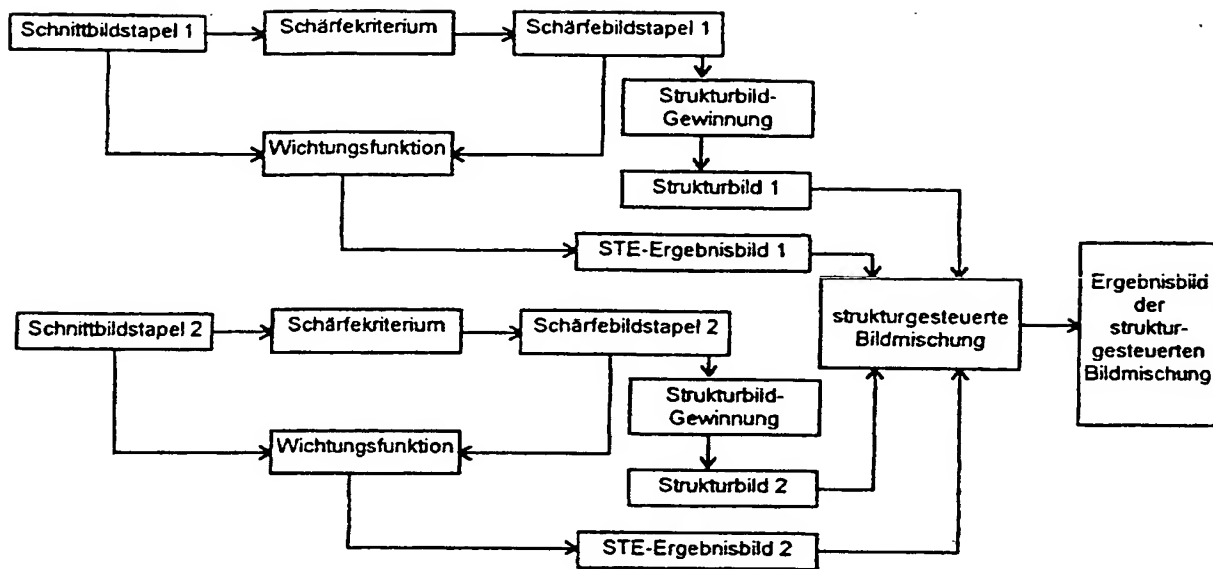 Schnittbildstapel 1
Schärfekriterium
Schärfebildstapel 1
Strukturbild-
Gewinnung
Wichtungsfunktion
Strukturbild 1
STE-Ergebnisbild 1
Schnittbildstapel 2
Schärfekriterium
Schärfebildstapel 2
strukturgesteuerte
Bildmischung
Ergebnisbild
der
struktur-
gesteuerten
Bildmischung
Strukturbild-
Gewinnung
Wichtungsfunktion
Strukturbild 2
STE-Ergebnisbild 2